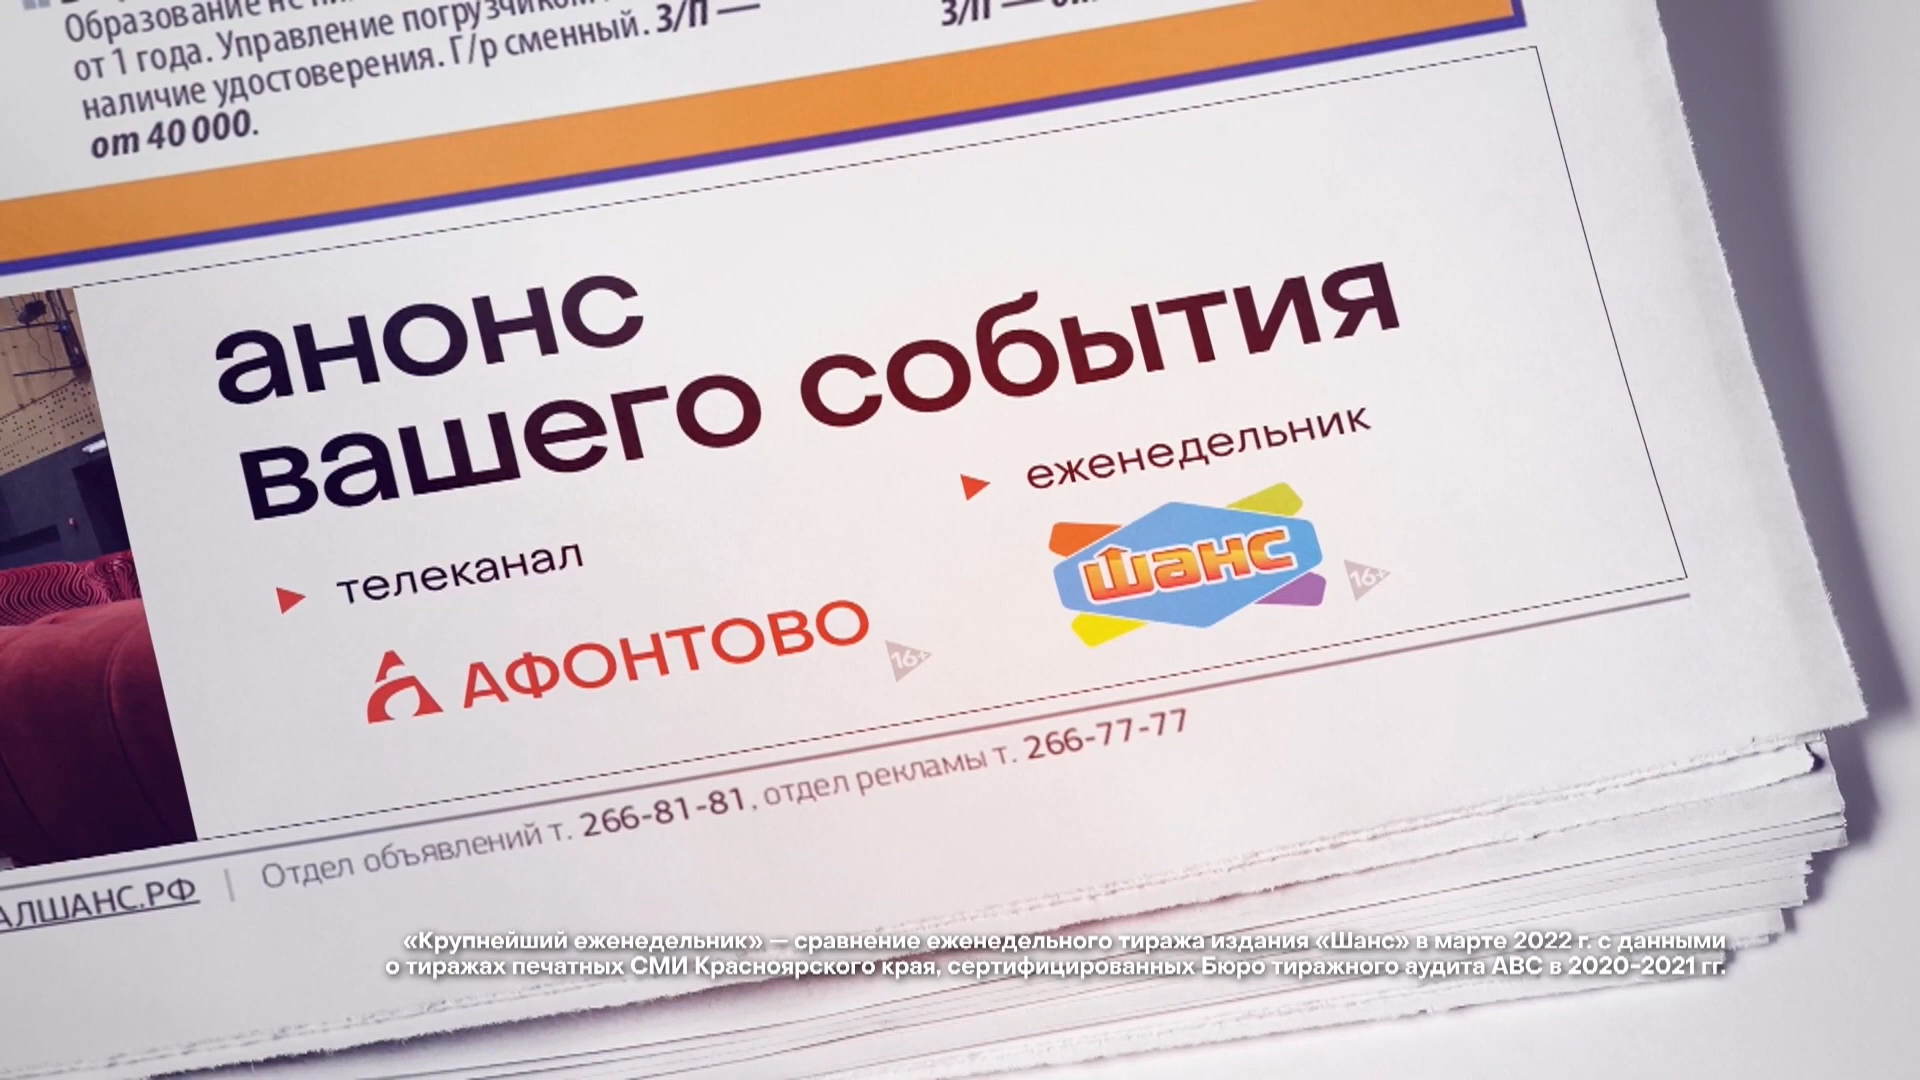 Образование не
от 1 года. Управление погрузчиком.
наличие удостоверения. Г/р сменный. З/П —
от 40 000.
З/П —
анонс
вашего события
телеканал
АФОНТОВО
16+
еженедельник
Шанс
16+
АЛШАНС.РФ | Отдел объявлений т. 266-81-81, отдел рекламы т. 266-77-77
«Крупнейший еженедельник» — сравнение еженедельного тиража издания «Шанс» в марте 2022 г. с данными
о тиражах печатных СМИ Красноярского края, сертифицированных Бюро тиражного аудита АВС в 2020-2021 гг.